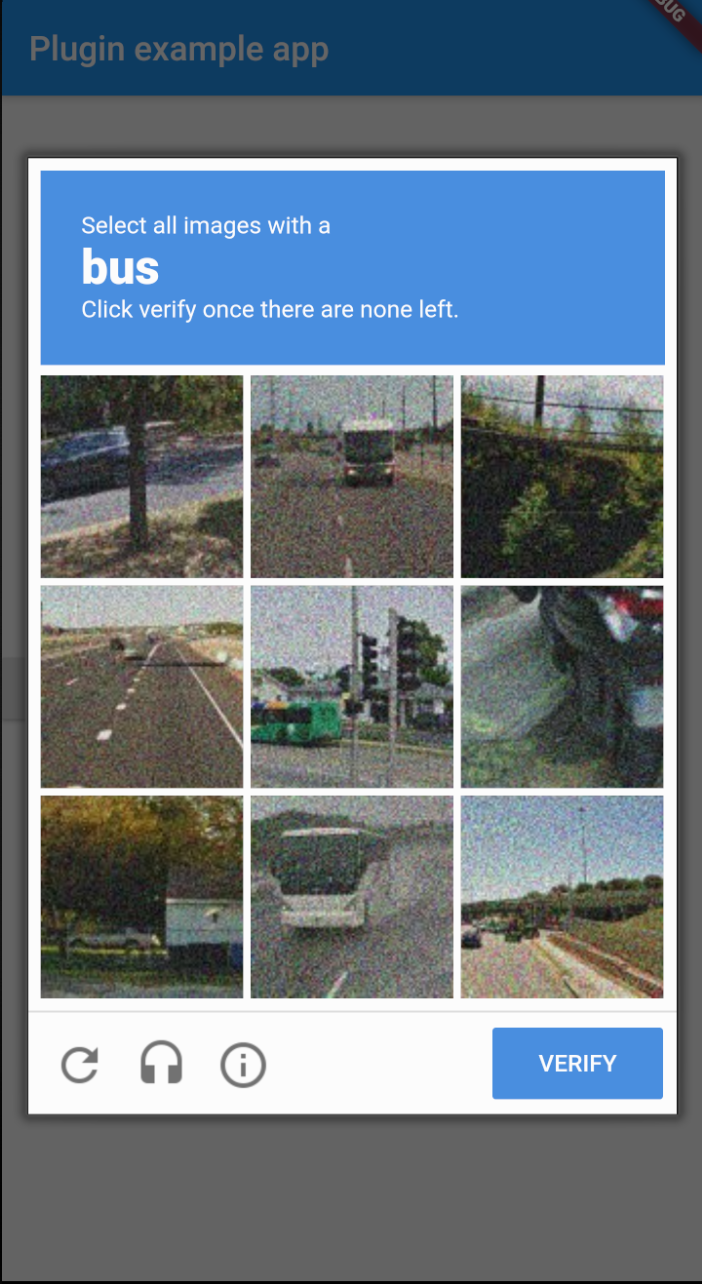 Plugin example app
Select all images with a
bus
Click verify once there are none left.
VERIFY